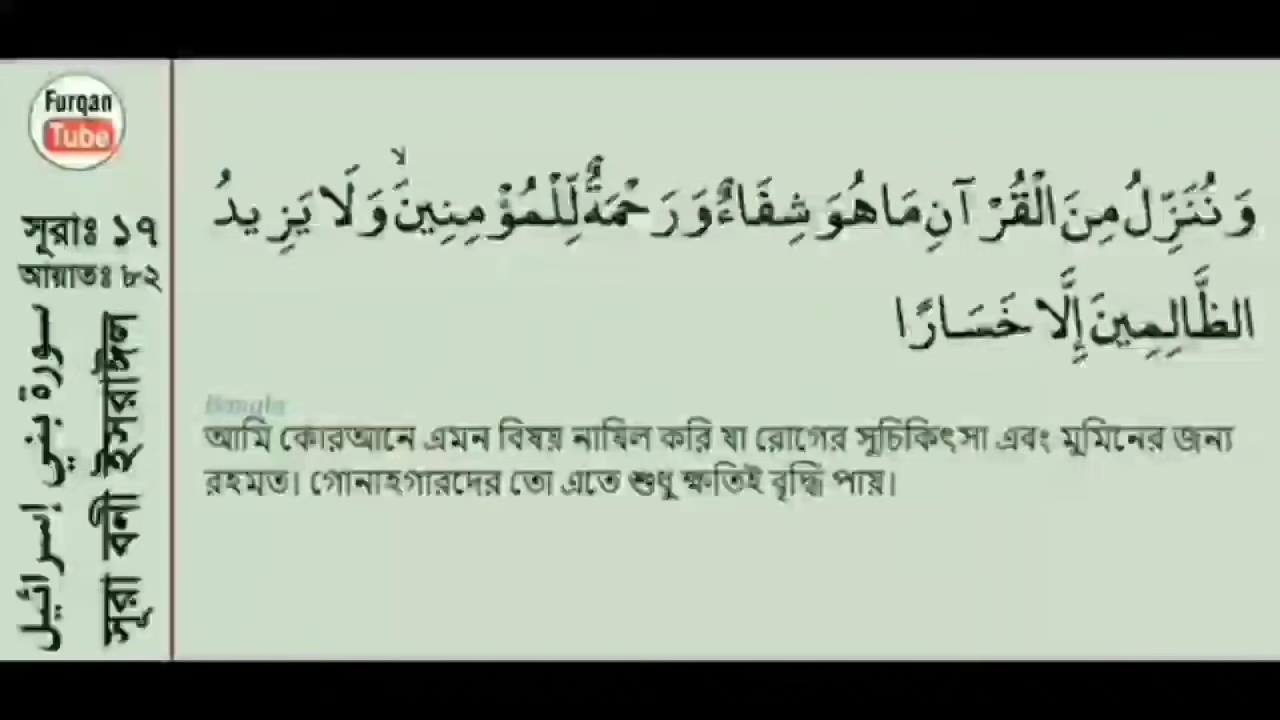 Furqan
Tube
সূরাঃ ১৭
আয়াতঃ ৮২
سورة بني إسرائيل
সূরা বনী ইসরাঈল
وَنُنَزِّلُ مِنَ الْقُرْآنِ مَا هُوَ شِفَاءٌ وَرَحْمَةٌ لِّلْمُؤْمِنِينَ ۙ وَلَا يَزِيدُ
الظَّالِمِينَ إِلَّا خَسَارًا
Bangla
আমি কোরআনে এমন বিষয় নাযিল করি যা রোগের সূচিকিৎসা এবং মুমিনের জন্য
রহমত। গোনাহগারদের তো এতে শুধু ক্ষতিই বৃদ্ধি পায়।